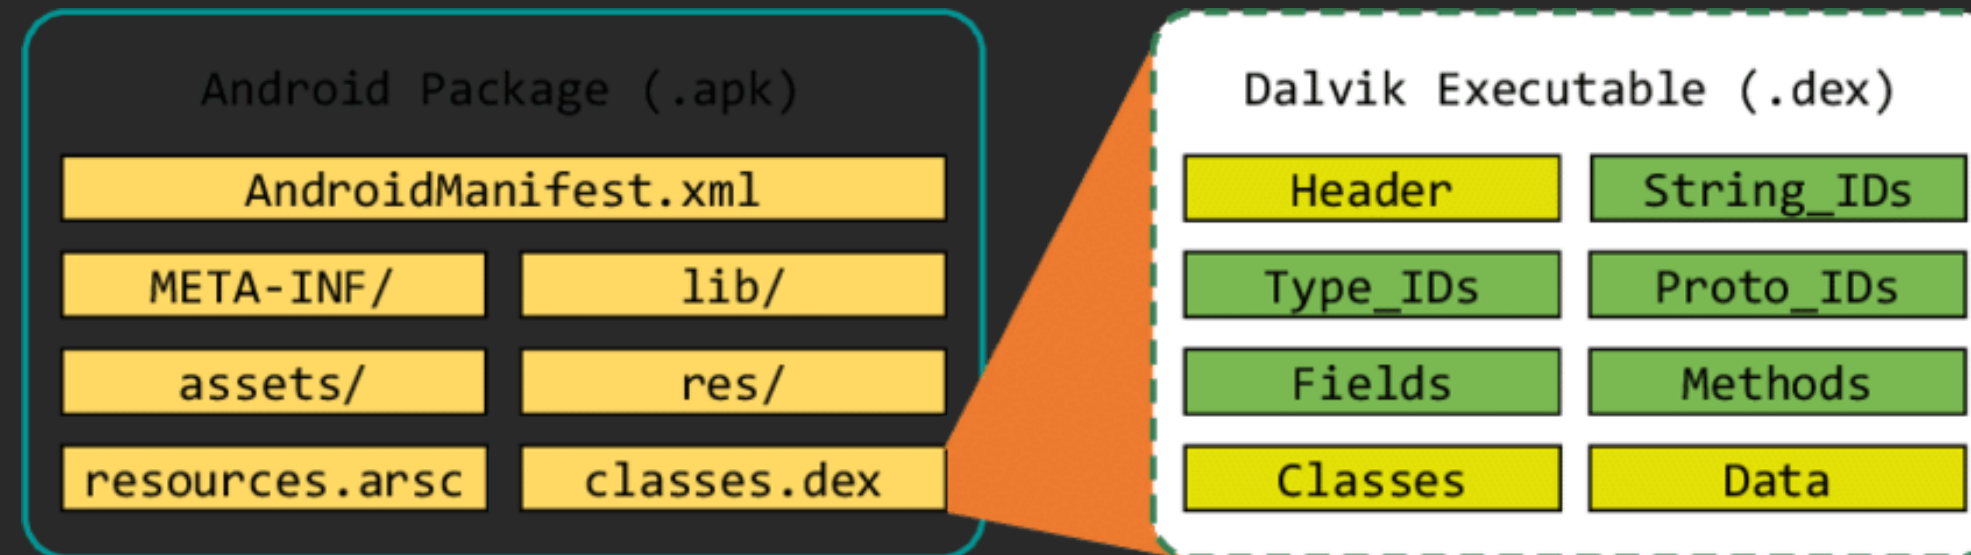 Android Package (.apk)
AndroidManifest.xml
META-INF/ lib/
assets/ res/
resources.arsc classes.dex
Dalvik Executable (.dex)
Header String_IDs
Type_IDs Proto_IDs
Fields Methods
Classes Data